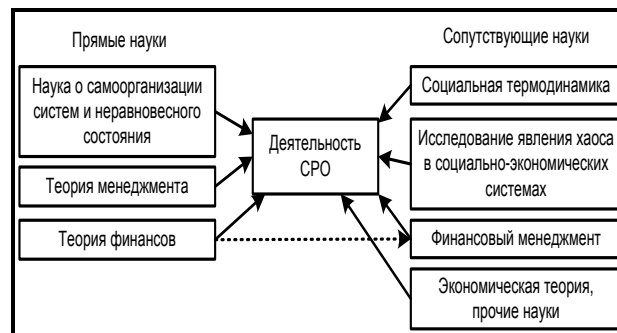 Прямые науки
Наука о самоорганизации
систем и неравновесного
состояния
Теория менеджмента
Теория финансов
Деятельность
СРО
Сопутствующие науки
Социальная термодинамика
Исследование явления хаоса
в социально-экономических
системах
Финансовый менеджмент
Экономическая теория,
прочие науки